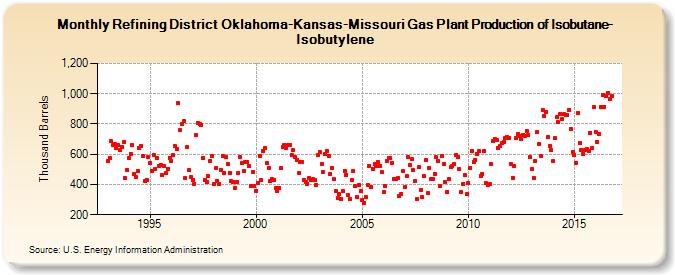 Monthly Refining District Oklahoma-Kansas-Missouri Gas Plant Production of Isobutane-
Isobutylene
Thousand Barrels
1,200
1,000
800
600
400
200
1995
2000
2005
2010
2015
Source: U.S. Energy Information Administration